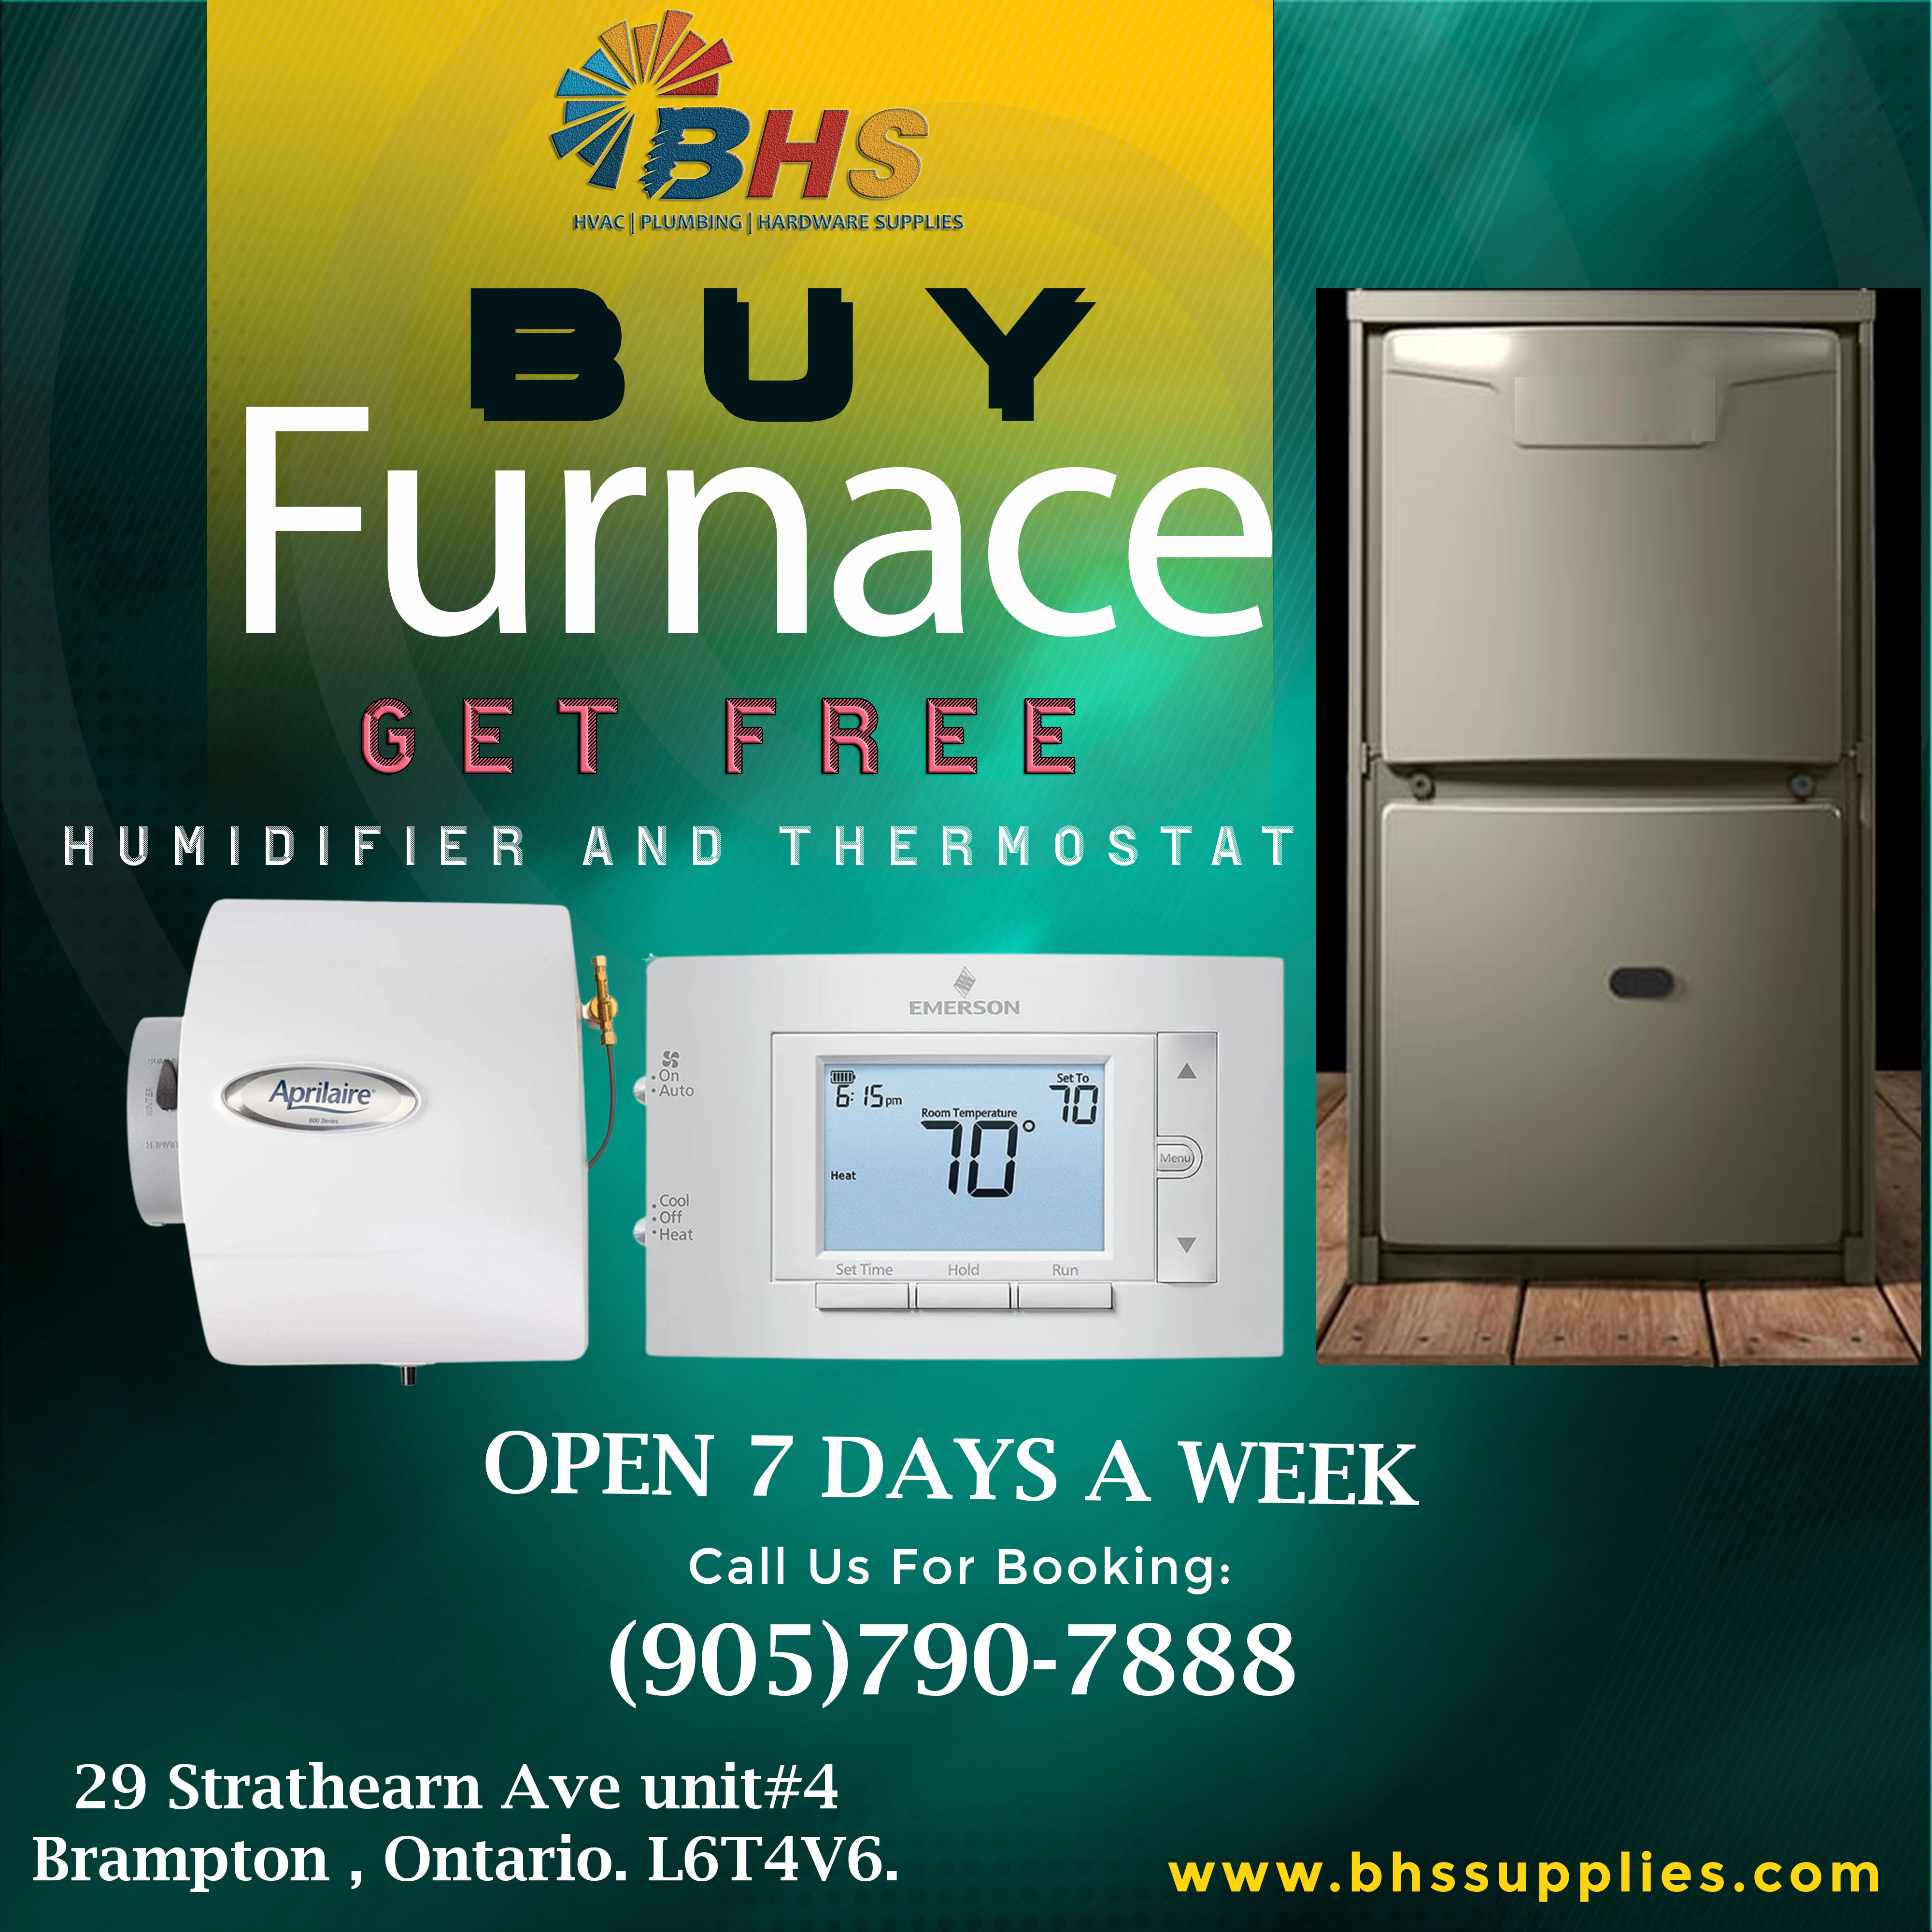 BHS
HVAC | PLUMBING | HARDWARE SUPPLIES
BUY
Furnace
GET FREE
HUMIDIFIER AND THERMOSTAT
Aprilaire®
600 Series
EMERSON
On
Auto
Cool
Off
Heat
6:15pm
Set To
70
Room Temperature
70°
Heat
Menu
Set Time Hold Run
OPEN 7 DAYS A WEEK
Call Us For Booking:
(905)790-7888
29 Strathearn Ave unit#4
Brampton , Ontario. L6T4V6.
www.bhssupplies.com